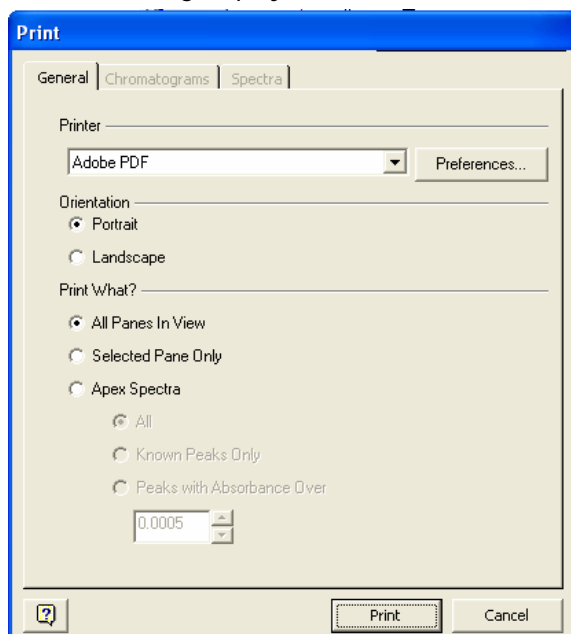 Print
General Chromatograms Spectra
Printer
Adobe PDF Preferences...
Orientation
Portrait
Landscape
Print What?
All Panes In View
Selected Pane Only
Apex Spectra
All
Known Peaks Only
Peaks with Absorbance Over
0.0005
? Print Cancel